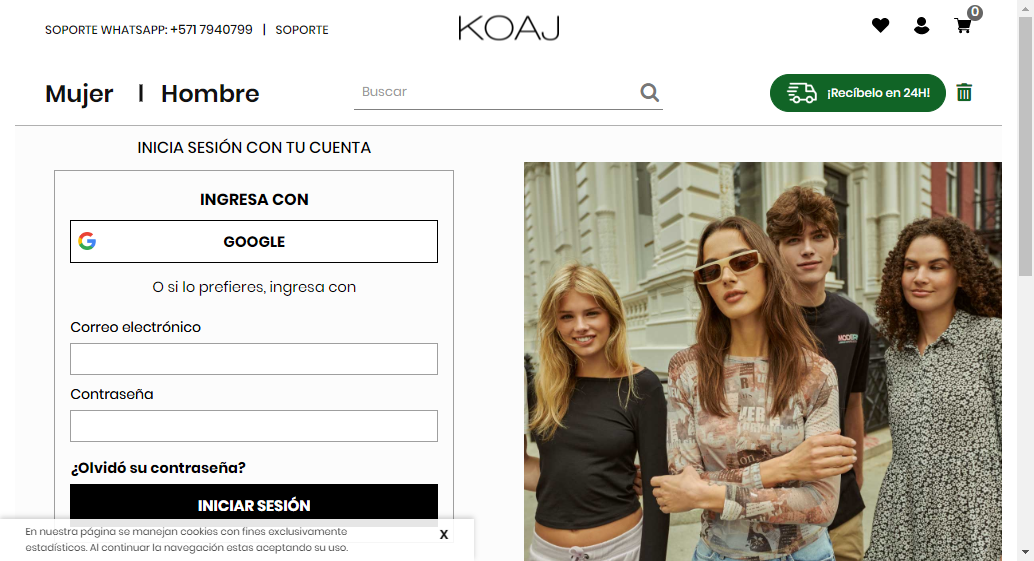 SOPORTE WHATSAPP: +571 7940799 | SOPORTE
KOAJ
0
Mujer | Hombre
Buscar
¡Recíbelo en 24H!
INICIA SESIÓN CON TU CUENTA
INGRESA CON
GOOGLE
O si lo prefieres, ingresa con
Correo electrónico
Contraseña
¿Olvidó su contraseña?
INICIAR SESIÓN
En nuestra página se manejan cookies con fines exclusivamente
estadísticos. Al continuar la navegación estas aceptando su uso.
X